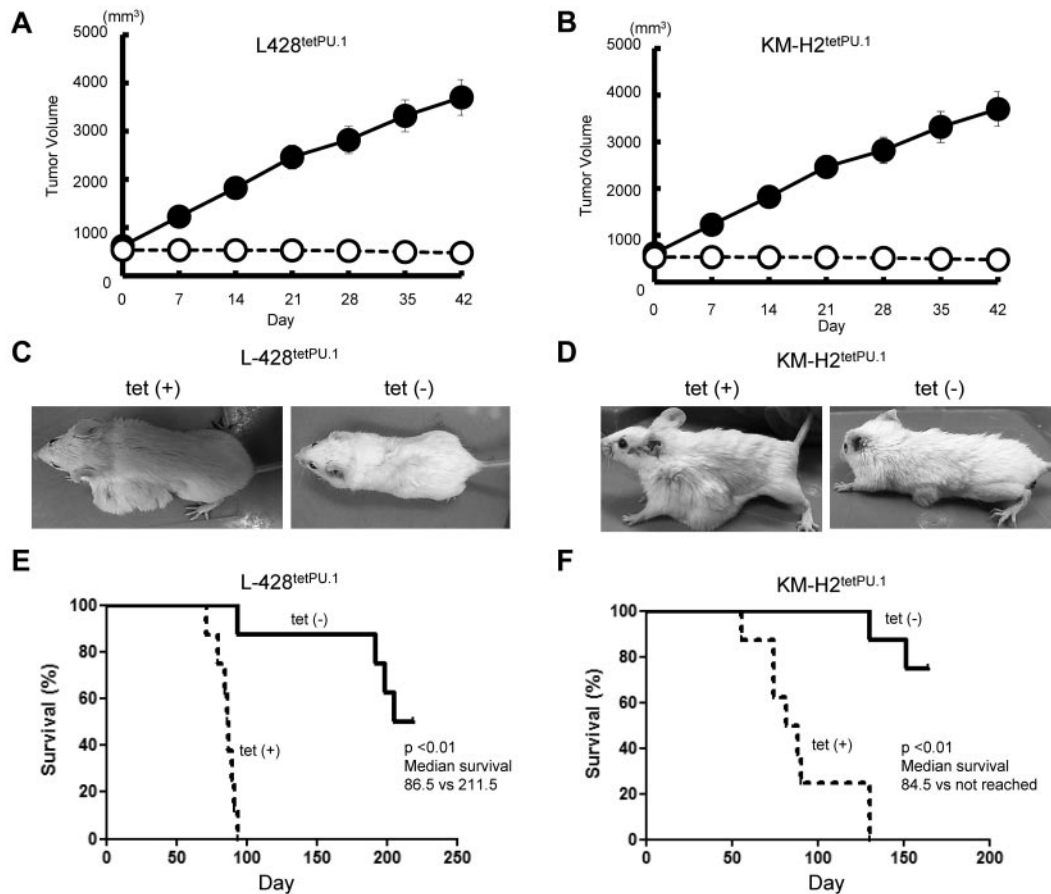 A
(mm³)
L428tetPU.1
5000
4000
3000
2000
1000
0
Tumor Volume
0 7 14 21 28 35 42
Day
B
(mm³)
KM-H2tetPU.1
5000
4000
3000
2000
1000
0
Tumor Volume
0 7 14 21 28 35 42
Day
C
L-428tetPU.1
tet (+) tet (-)
D
KM-H2tetPU.1
tet (+) tet (-)
E
L-428tetPU.1
100
80
60
40
20
0
Survival (%)
tet (-)
tet (+)
p <0.01
Median survival
86.5 vs 211.5
0 50 100 150 200 250
Day
F
KM-H2tetPU.1
100
80
60
40
20
0
Survival (%)
tet (-)
tet (+)
p <0.01
Median survival
84.5 vs not reached
0 50 100 150 200
Day